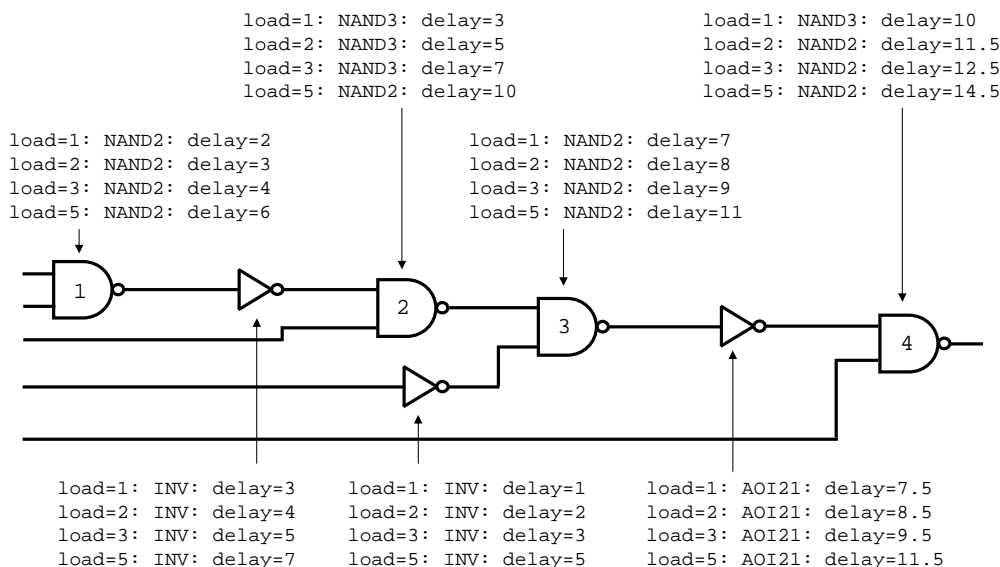 load=1: NAND3: delay=3
load=2: NAND3: delay=5
load=3: NAND3: delay=7
load=5: NAND2: delay=10
load=1: NAND3: delay=10
load=2: NAND2: delay=11.5
load=3: NAND2: delay=12.5
load=5: NAND2: delay=14.5
load=1: NAND2: delay=2
load=2: NAND2: delay=3
load=3: NAND2: delay=4
load=5: NAND2: delay=6
load=1: NAND2: delay=7
load=2: NAND2: delay=8
load=3: NAND2: delay=9
load=5: NAND2: delay=11
1
2
3
4
load=1: INV: delay=3
load=2: INV: delay=4
load=3: INV: delay=5
load=5: INV: delay=7
load=1: INV: delay=1
load=2: INV: delay=2
load=3: INV: delay=3
load=5: INV: delay=5
load=1: AOI21: delay=7.5
load=2: AOI21: delay=8.5
load=3: AOI21: delay=9.5
load=5: AOI21: delay=11.5